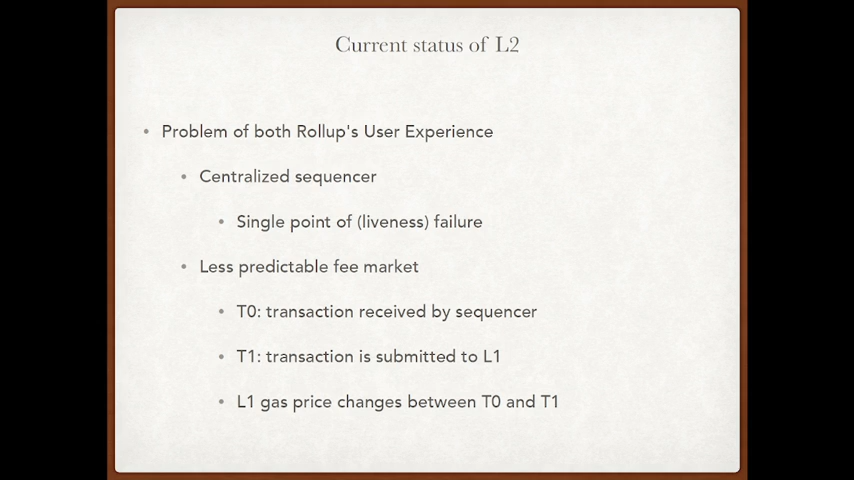 Current status of L2
• Problem of both Rollup's User Experience
• Centralized sequencer
• Single point of (liveness) failure
• Less predictable fee market
• T0: transaction received by sequencer
• T1: transaction is submitted to L1
• L1 gas price changes between T0 and T1